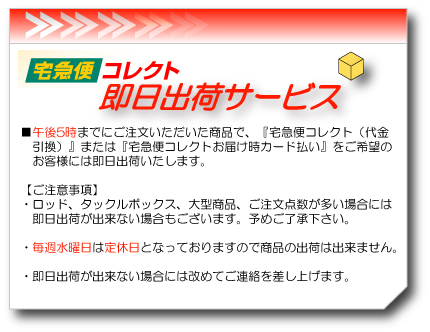 宅急便コレクト
即日出荷サービス
■午後5時までにご注文いただいた商品で、『宅急便コレクト（代金
引換）』または『宅急便コレクトお届け時カード払い』をご希望の
お客様には即日出荷いたします。
【ご注意事項】
・ロッド、タックルボックス、大型商品、ご注文点数が多い場合には
即日出荷が出来ない場合もございます。予めご了承下さい。
・毎週水曜日は定休日となっておりますので商品の出荷は出来ません。
・即日出荷が出来ない場合には改めてご連絡を差し上げます。